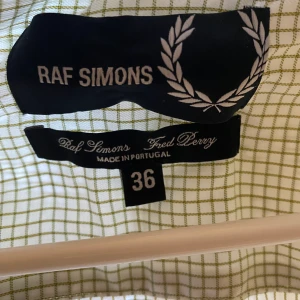 RAF SIMONS
Raf Simons Fred Perry
MADE IN PORTUGAL
36